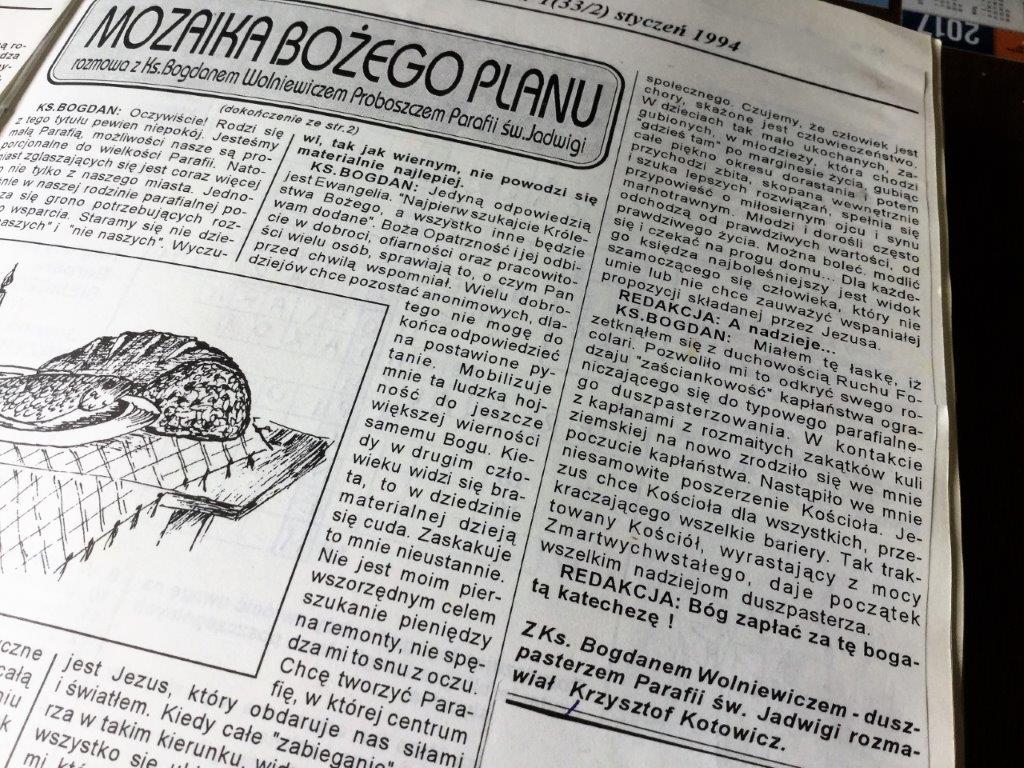 1(33/2) styczeń 1994
2017
MOZAIKA BOŻEGO PLANU
rozmowa z Ks.Bogdanem Wolniewiczem Proboszczem Parafii św.Jadwigi
(dokończenie ze str.2)
KS.BOGDAN: Oczywiście! Rodzi się
z tego tytułu pewien niepokój. Jesteśmy
małą Parafią, możliwości nasze są pro-
porcjonalne do wielkości Parafii. Nato-
miast zgłaszających się jest coraz więcej
nie tylko z naszego miasta. Jedno-
w naszej rodzinie parafialnej po-
się grono potrzebujących roz-
wsparcia. Staramy się nie dzie-
"naszych" i "nie naszych". Wyczu-
jest Jezus, który obdaruje nas siłami
i światłem. Kiedy całe "zabieganie"
rza w takim kierunku,
wszystko się
wi, tak jak wiernym, nie powodzi się
materialnie najlepiej.
KS.BOGDAN: Jedyną odpowiedzią
jest Ewangelia. "Najpierw szukajcie Króle-
stwa Bożego, a wszystko inne będzie
wam dodane". Boża Opatrzność i jej odbi-
cie w dobroci, ofiarności oraz pracowito-
ści wielu osób, sprawiają to, o czym Pan
przed chwilą wspomniał. Wielu dobro-
dziejów chce pozostać anonimowych, dla-
tego nie mogę do
końca odpowiedzieć
na postawione py-
tanie. Mobilizuje
mnie ta ludzka hoj-
ność do jeszcze
większej wierności
samemu Bogu. Kie-
dy w drugim czło-
wieku widzi się bra-
ta, to w dziedzinie
materialnej dzieją
się cuda. Zaskakuje
to mnie nieustannie.
Nie jest moim pier-
wszorzędnym celem
szukanie pieniędzy
na remonty, nie spę-
dza mi to snu z oczu.
Chcę tworzyć Para-
fię, w której centrum
społecznego. Czujemy, że człowiek jest
chory, skażone jest człowieczeństwo.
W dzieciach tak mało ukochanych, za-
gubionych, w młodzieży, która chodzi
"gdzieś tam" po marginesie życia, gubiąc
całe piękno okresu dorastania i potem
przychodzi zbita, skopana wewnętrznie
i szuka lepszych rozwiązań, spełnia się
przypowieść o miłosiernym ojcu i synu
marnotrawnym. Młodzi i dorośli często
odchodzą od prawdziwych wartości, od
prawdziwego życia. Można boleć, modlić
się i czekać na progu domu... Dla każde-
go księdza najboleśniejszy jest widok
szamoczącego się człowieka, który nie
umie lub nie chce zauważyć wspaniałej
propozycji składanej przez Jezusa.
REDAKCJA: A nadzieje...
KS.BOGDAN: Miałem tę łaskę, iż
zetknąłem się z duchowością Ruchu Fo-
colari. Pozwoliło mi to odkryć swego ro-
dzaju "zaściankowość" kapłaństwa ogra-
niczającego się do typowego parafialne-
go duszpasterzowania. W kontakcie
z kapłanami z rozmaitych zakątków kuli
ziemskiej na nowo zrodziło się we mnie
poczucie kapłaństwa. Nastąpiło we mnie
niesamowite poszerzenie Kościoła. Je-
zus chce Kościoła dla wszystkich, prze-
kraczającego wszelkie bariery. Tak trak-
towany Kościół, wyrastający z mocy
Zmartwychwstałego, daje początek
wszelkim nadziejom duszpasterza.
REDAKCJA: Bóg zapłać za tę boga-
tą katechezę !
Z Ks. Bogdanem Wolniewiczem - dusz-
pasterzem Parafii św. Jadwigi rozma-
wiał Krzysztof Kotowicz.